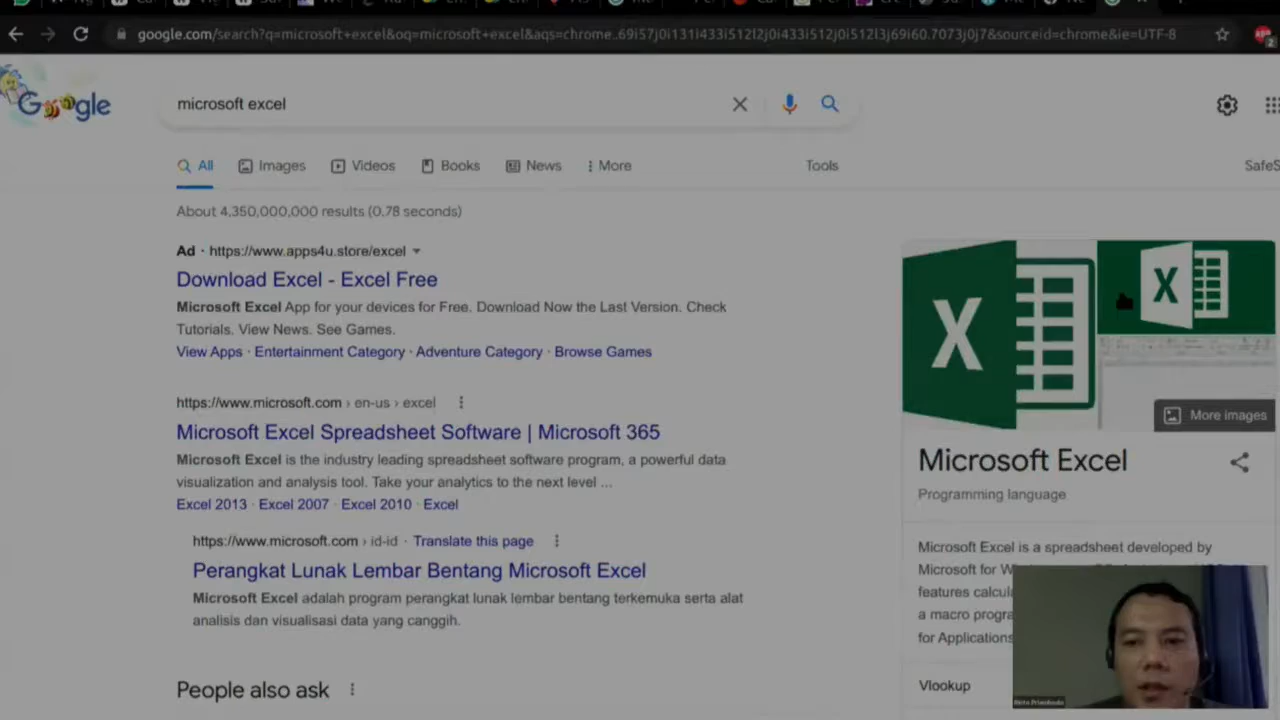 google.com/search?q=microsoft+excel&oq=microsoft+excel&aqs=chrome..69i57j0i131i433i512l2j0i433i512j0i512l3j69i60.7073j0j7&sourceid=chrome&ie=UTF-8
Google
microsoft excel
All Images Videos Books News More Tools
SafeS
About 4,350,000,000 results (0.78 seconds)
Ad · https://www.apps4u.store/excel
Download Excel - Excel Free
Microsoft Excel App for your devices for Free. Download Now the Last Version. Check
Tutorials. View News. See Games.
View Apps · Entertainment Category · Adventure Category · Browse Games
https://www.microsoft.com › en-us › excel
Microsoft Excel Spreadsheet Software | Microsoft 365
Microsoft Excel is the industry leading spreadsheet software program, a powerful data
visualization and analysis tool. Take your analytics to the next level ...
Excel 2013 · Excel 2007 · Excel 2010 · Excel
https://www.microsoft.com › id-id · Translate this page
Perangkat Lunak Lembar Bentang Microsoft Excel
Microsoft Excel adalah program perangkat lunak lembar bentang terkemuka serta alat
analisis dan visualisasi data yang canggih.
People also ask
X
X
More images
Microsoft Excel
Programming language
Microsoft Excel is a spreadsheet developed by
Microsoft for W
features calcul
a macro progra
for Applications
Vlookup